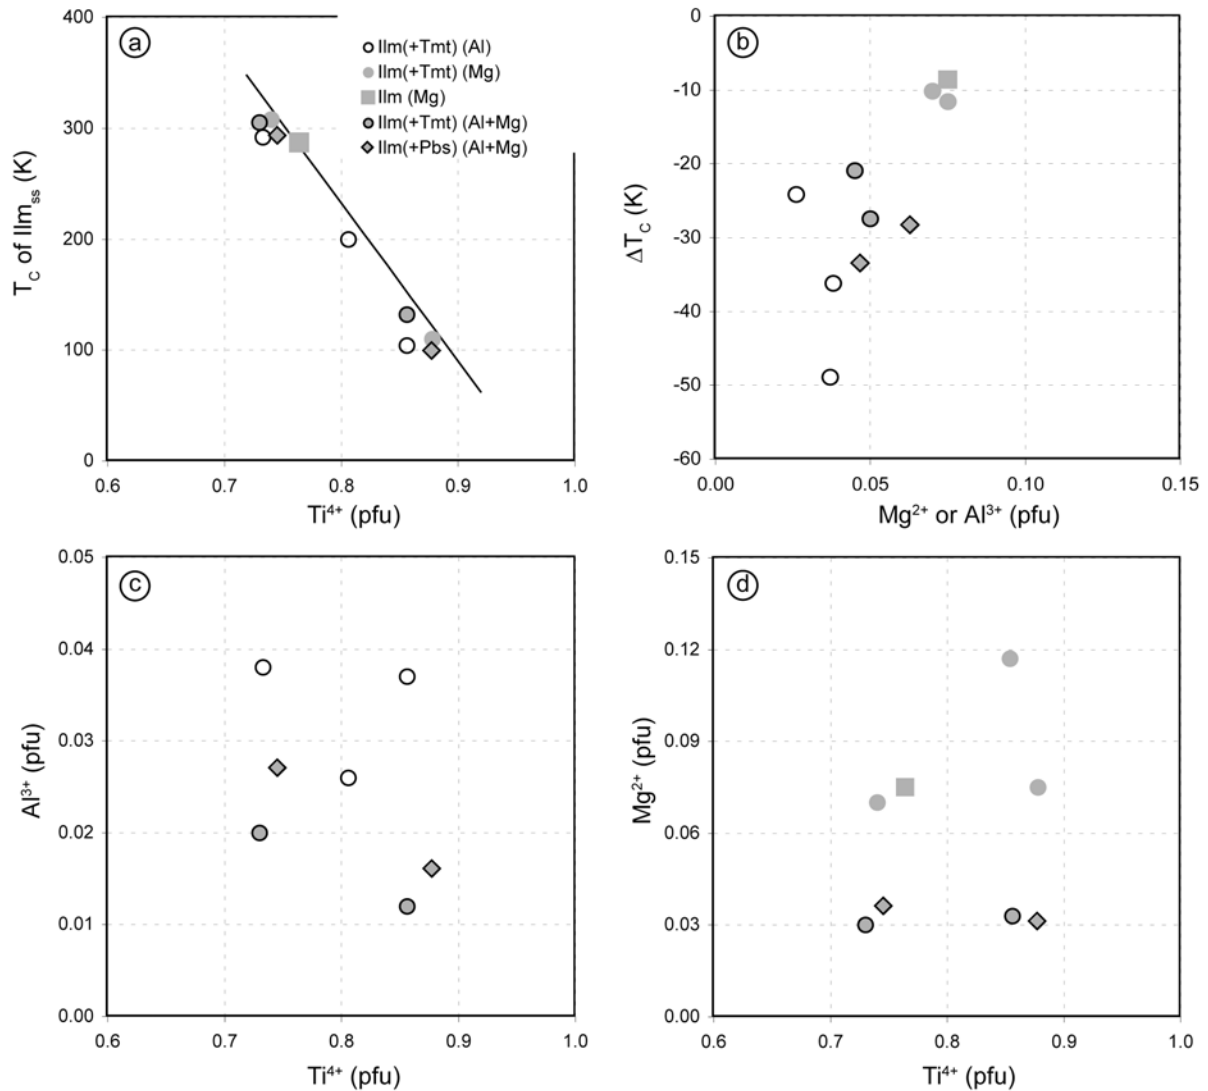 a
400
300
200
100
0
T_C of Ilm_ss (K)
Ilm(+Tmt) (Al)
Ilm(+Tmt) (Mg)
Ilm (Mg)
Ilm(+Tmt) (Al+Mg)
Ilm(+Pbs) (Al+Mg)
0.6 0.7 0.8 0.9 1.0
Ti⁴⁺ (pfu)
b
0
-10
-20
-30
-40
-50
-60
ΔT_C (K)
0.00 0.05 0.10 0.15
Mg²⁺ or Al³⁺ (pfu)
c
0.05
0.04
0.03
0.02
0.01
0.00
Al³⁺ (pfu)
0.6 0.7 0.8 0.9 1.0
Ti⁴⁺ (pfu)
d
0.15
0.12
0.09
0.06
0.03
0.00
Mg²⁺ (pfu)
0.6 0.7 0.8 0.9 1.0
Ti⁴⁺ (pfu)